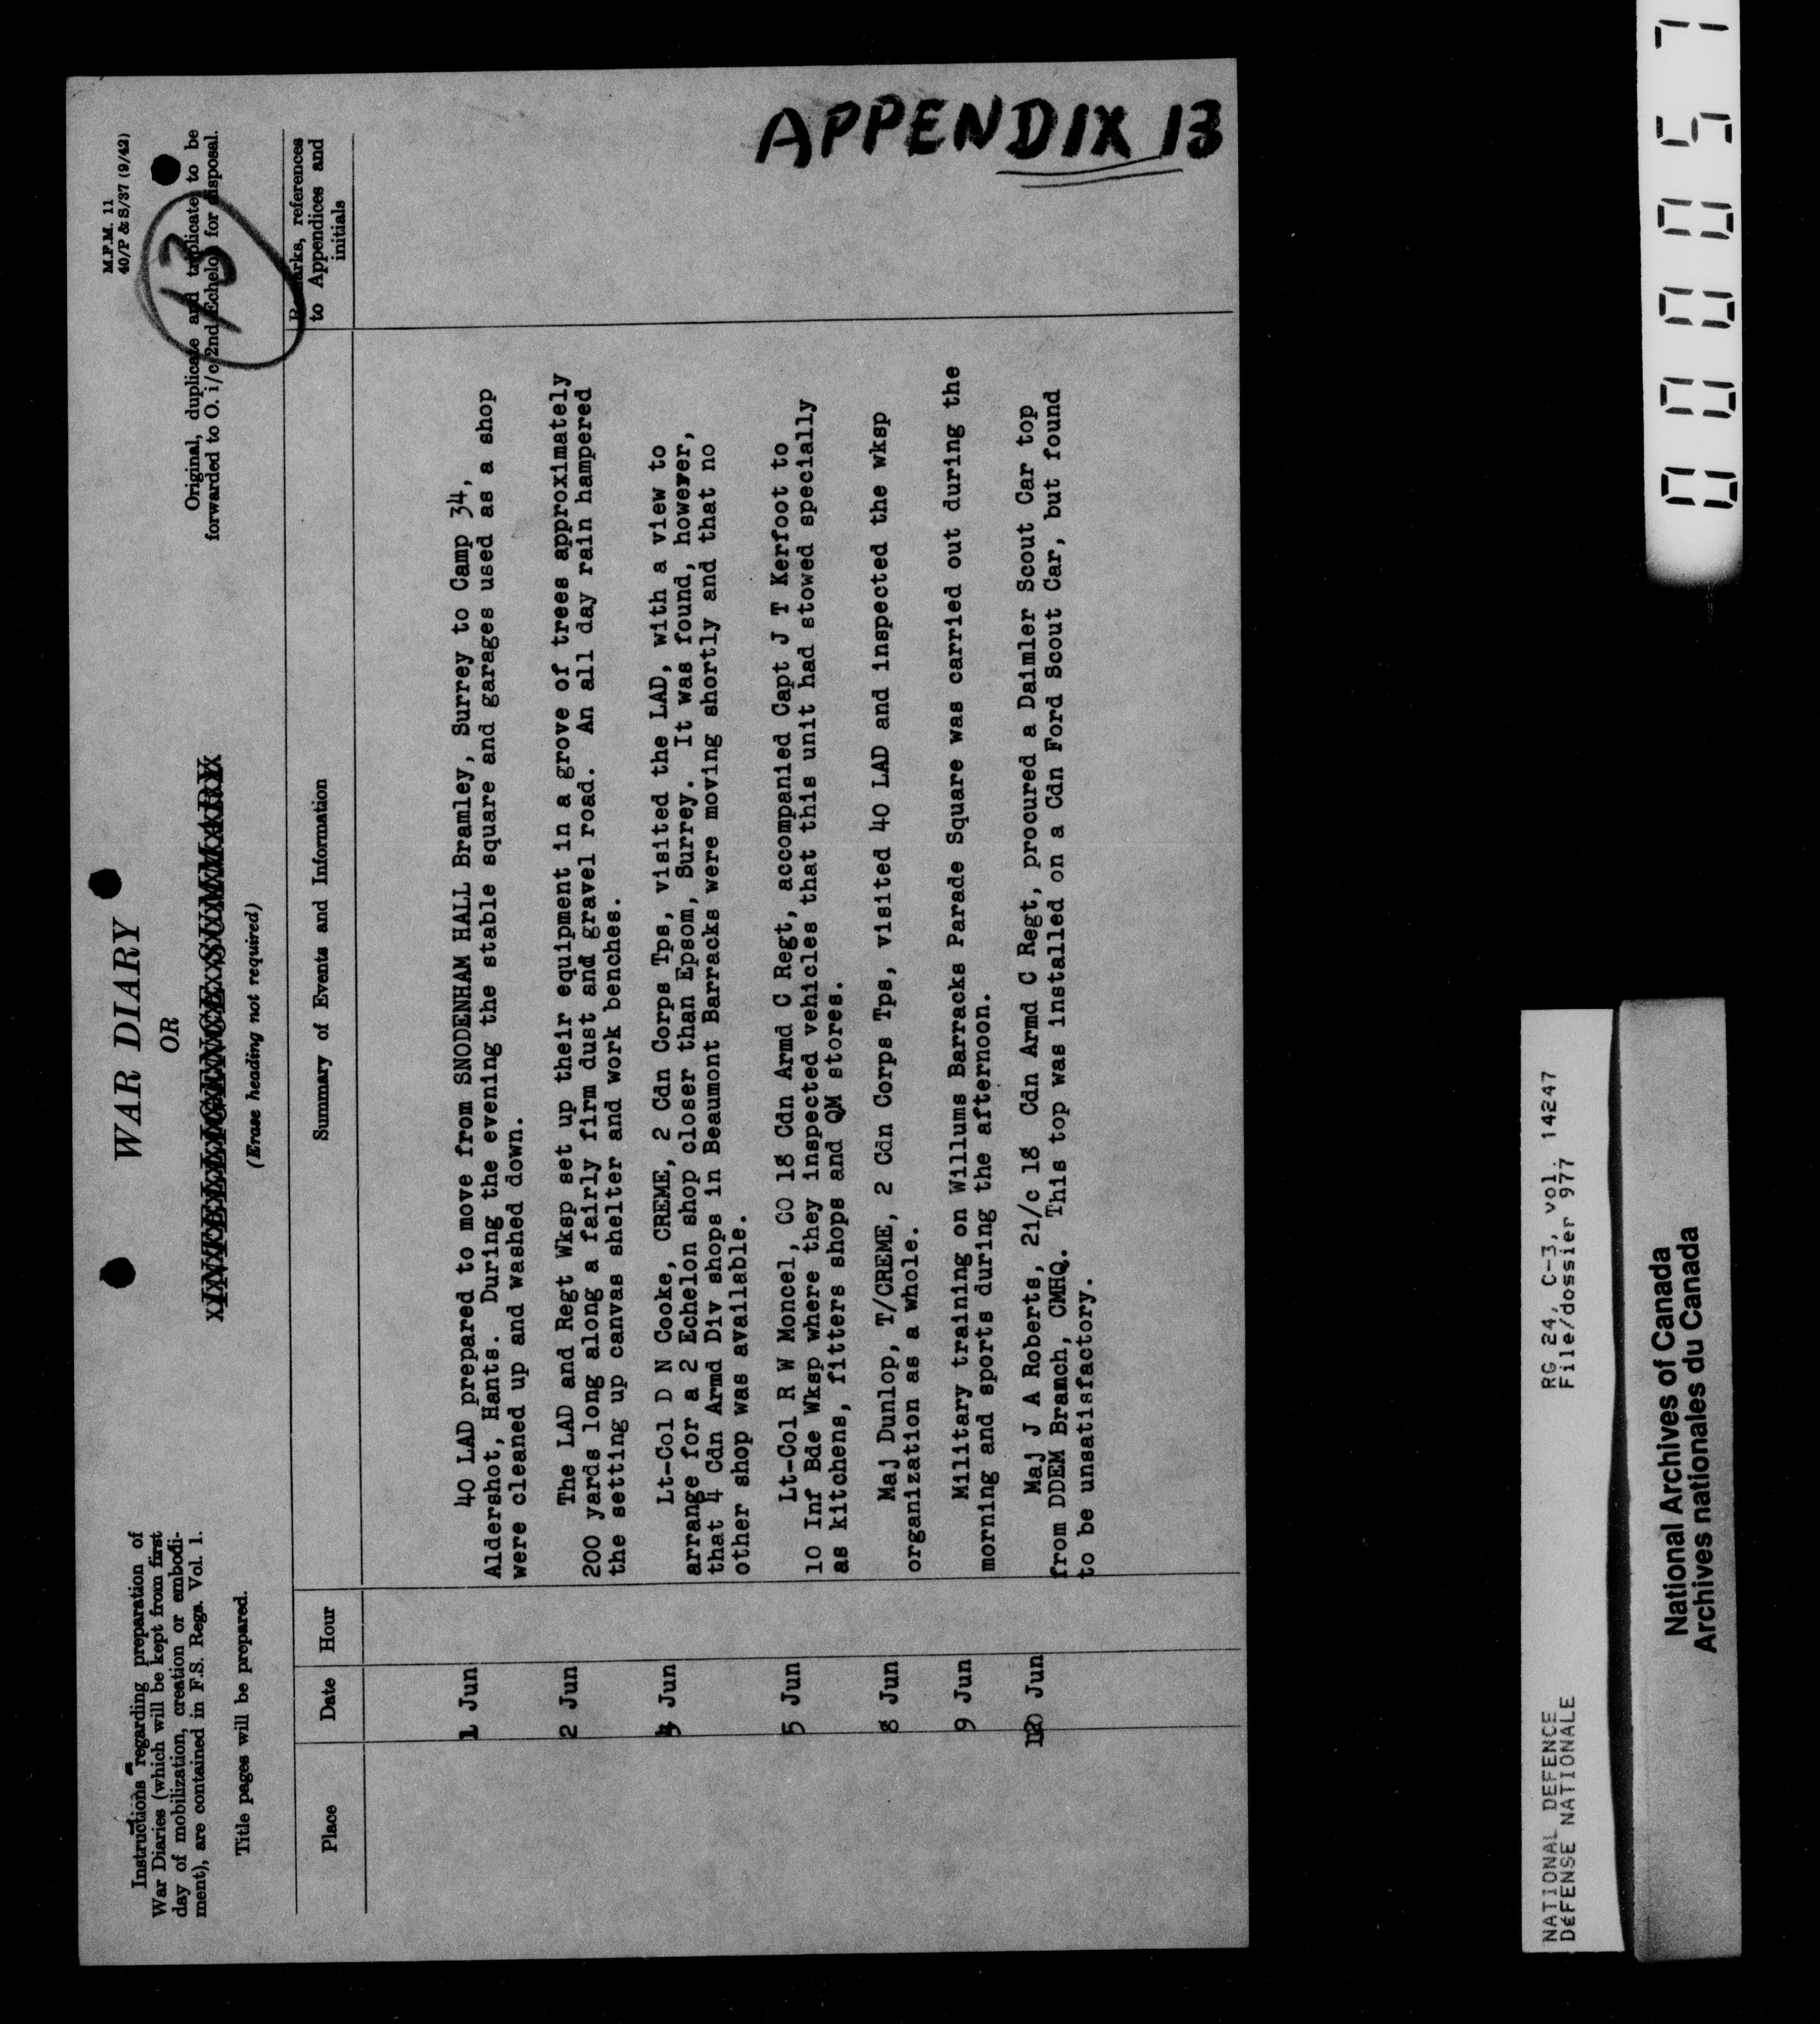 M.F.M. 11
40/P & S/37 (9/42)
Instructions regarding preparation of
War Diaries (which will be kept from first
day of mobilization, creation or embodi-
ment), are contained in F.S. Regs. Vol. 1.
Title pages will be prepared.
WAR DIARY
OR
INTELLIGENCE SUMMARY
(Erase heading not required)
Original, duplicate and triplicate to be
forwarded to O. i/c 2nd Echelon for disposal.
13
Place Date Hour Summary of Events and Information Remarks, references
to Appendices and
initials
1 Jun 40 LAD prepared to move from SNODENHAM HALL Bramley, Surrey to Camp 34,
Aldershot, Hants. During the evening the stable square and garages used as a shop
were cleaned up and washed down.
2 Jun The LAD and Regt Wksp set up their equipment in a grove of trees approximately
200 yards long along a fairly firm dust and gravel road. An all day rain hampered
the setting up canvas shelter and work benches.
Jun Lt-Col D N Cooke, CREME, 2 Cdn Corps Tps, visited the LAD, with a view to
arrange for a 2 Echelon shop closer than Epsom, Surrey. It was found, however,
that 4 Cdn Armd Div shops in Beaumont Barracks were moving shortly and that no
other shop was available.
5 Jun Lt-Col R W Moncel, CO 18 Cdn Armd C Regt, accompanied Capt J T Kerfoot to
10 Inf Bde Wksp where they inspected vehicles that this unit had stowed specially
as kitchens, fitters shops and QM stores.
8 Jun Maj Dunlop, T/CREME, 2 Cdn Corps Tps, visited 40 LAD and inspected the wksp
organization as a whole.
9 Jun Military training on Willums Barracks Parade Square was carried out during the
morning and sports during the afternoon.
Jun Maj J A Roberts, 2i/c 18 Cdn Armd C Regt, procured a Daimler Scout Car top
from DDEM Branch, CMHQ. This top was installed on a Cdn Ford Scout Car, but found
to be unsatisfactory.
APPENDIX 13
NATIONAL DEFENCE RG 24, C-3, vol. 14247
DéFENSE NATIONALE File/dossier 977
National Archives of Canada
Archives nationales du Canada
000057